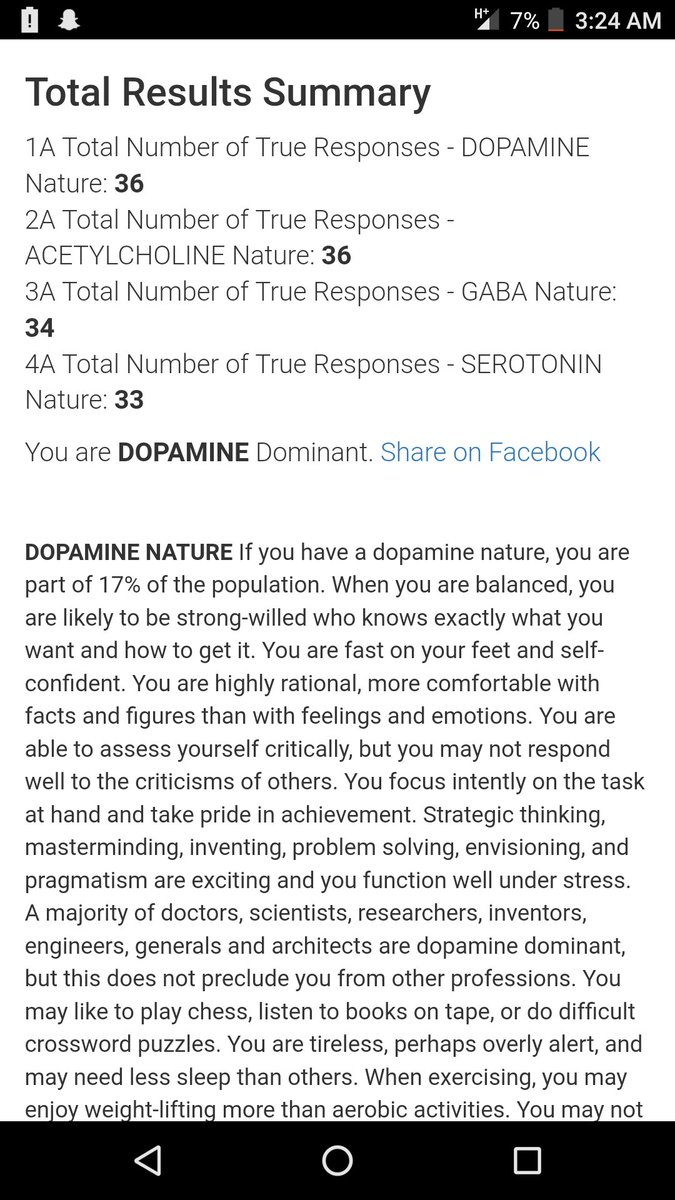 H+ 7% 3:24 AM
Total Results Summary
1A Total Number of True Responses - DOPAMINE
Nature: 36
2A Total Number of True Responses -
ACETYLCHOLINE Nature: 36
3A Total Number of True Responses - GABA Nature:
34
4A Total Number of True Responses - SEROTONIN
Nature: 33
You are DOPAMINE Dominant. Share on Facebook
DOPAMINE NATURE If you have a dopamine nature, you are
part of 17% of the population. When you are balanced, you
are likely to be strong-willed who knows exactly what you
want and how to get it. You are fast on your feet and self-
confident. You are highly rational, more comfortable with
facts and figures than with feelings and emotions. You are
able to assess yourself critically, but you may not respond
well to the criticisms of others. You focus intently on the task
at hand and take pride in achievement. Strategic thinking,
masterminding, inventing, problem solving, envisioning, and
pragmatism are exciting and you function well under stress.
A majority of doctors, scientists, researchers, inventors,
engineers, generals and architects are dopamine dominant,
but this does not preclude you from other professions. You
may like to play chess, listen to books on tape, or do difficult
crossword puzzles. You are tireless, perhaps overly alert, and
may need less sleep than others. When exercising, you may
enjoy weight-lifting more than aerobic activities. You may not